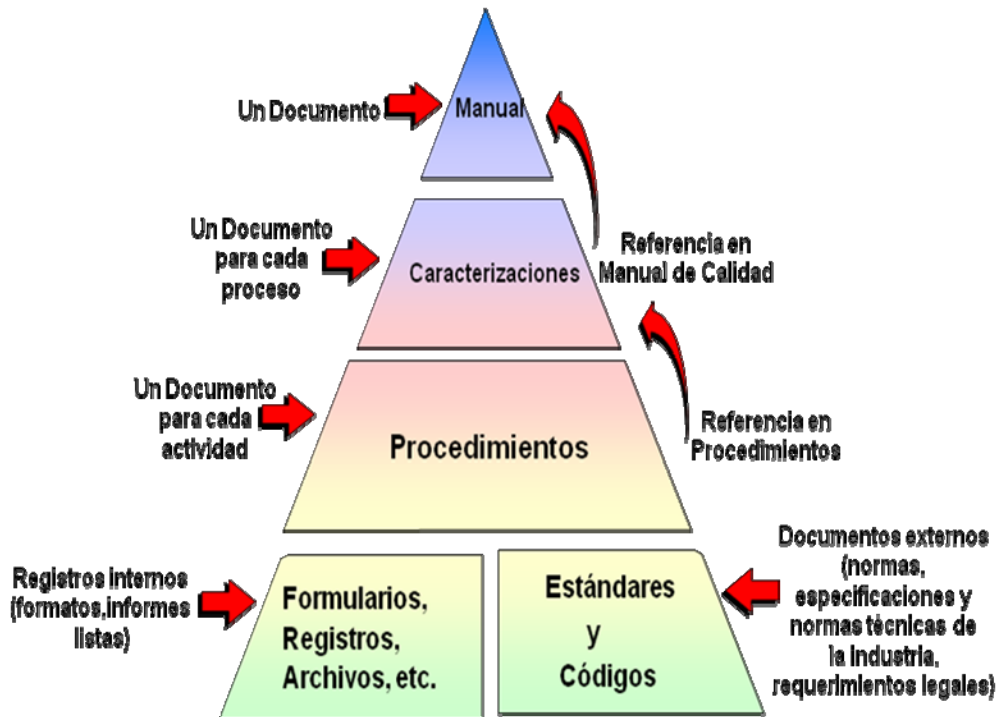 Un Documento
Manual
Un Documento
para cada
proceso
Caracterizaciones
Referencia en
Manual de Calidad
Un Documento
para cada
actividad
Procedimientos
Referencia en
Procedimientos
Registros internos
(formatos,informes
listas)
Formularios,
Registros,
Archivos, etc.
Estándares
y
Códigos
Documentos externos
(normas,
especificaciones y
normas técnicas de
la industria,
requerimientos legales)